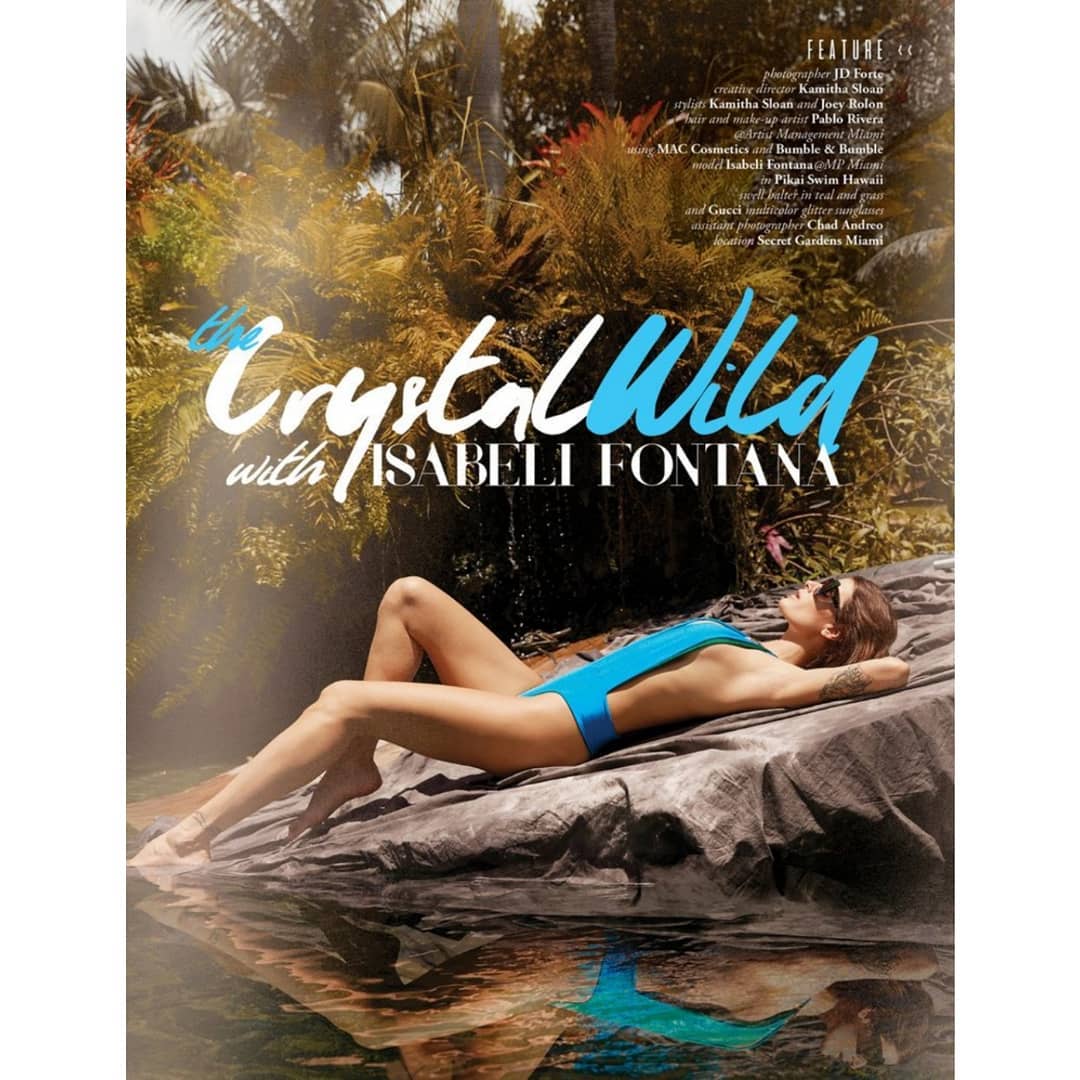 FEATURE ‹‹
photographer JD Forte
creative director Kamitha Sloan
stylists Kamitha Sloan and Joey Rolon
hair and make-up artist Pablo Rivera
@Artist Management Miami
using MAC Cosmetics and Bumble & Bumble
model Isabeli Fontana@MP Miami
in Pikai Swim Hawaii
swell halter in teal and grass
and Gucci multicolor glitter sunglasses
assistant photographer Chad Andreo
location Secret Gardens Miami
the
Crystal Wild
with ISABELI FONTANA